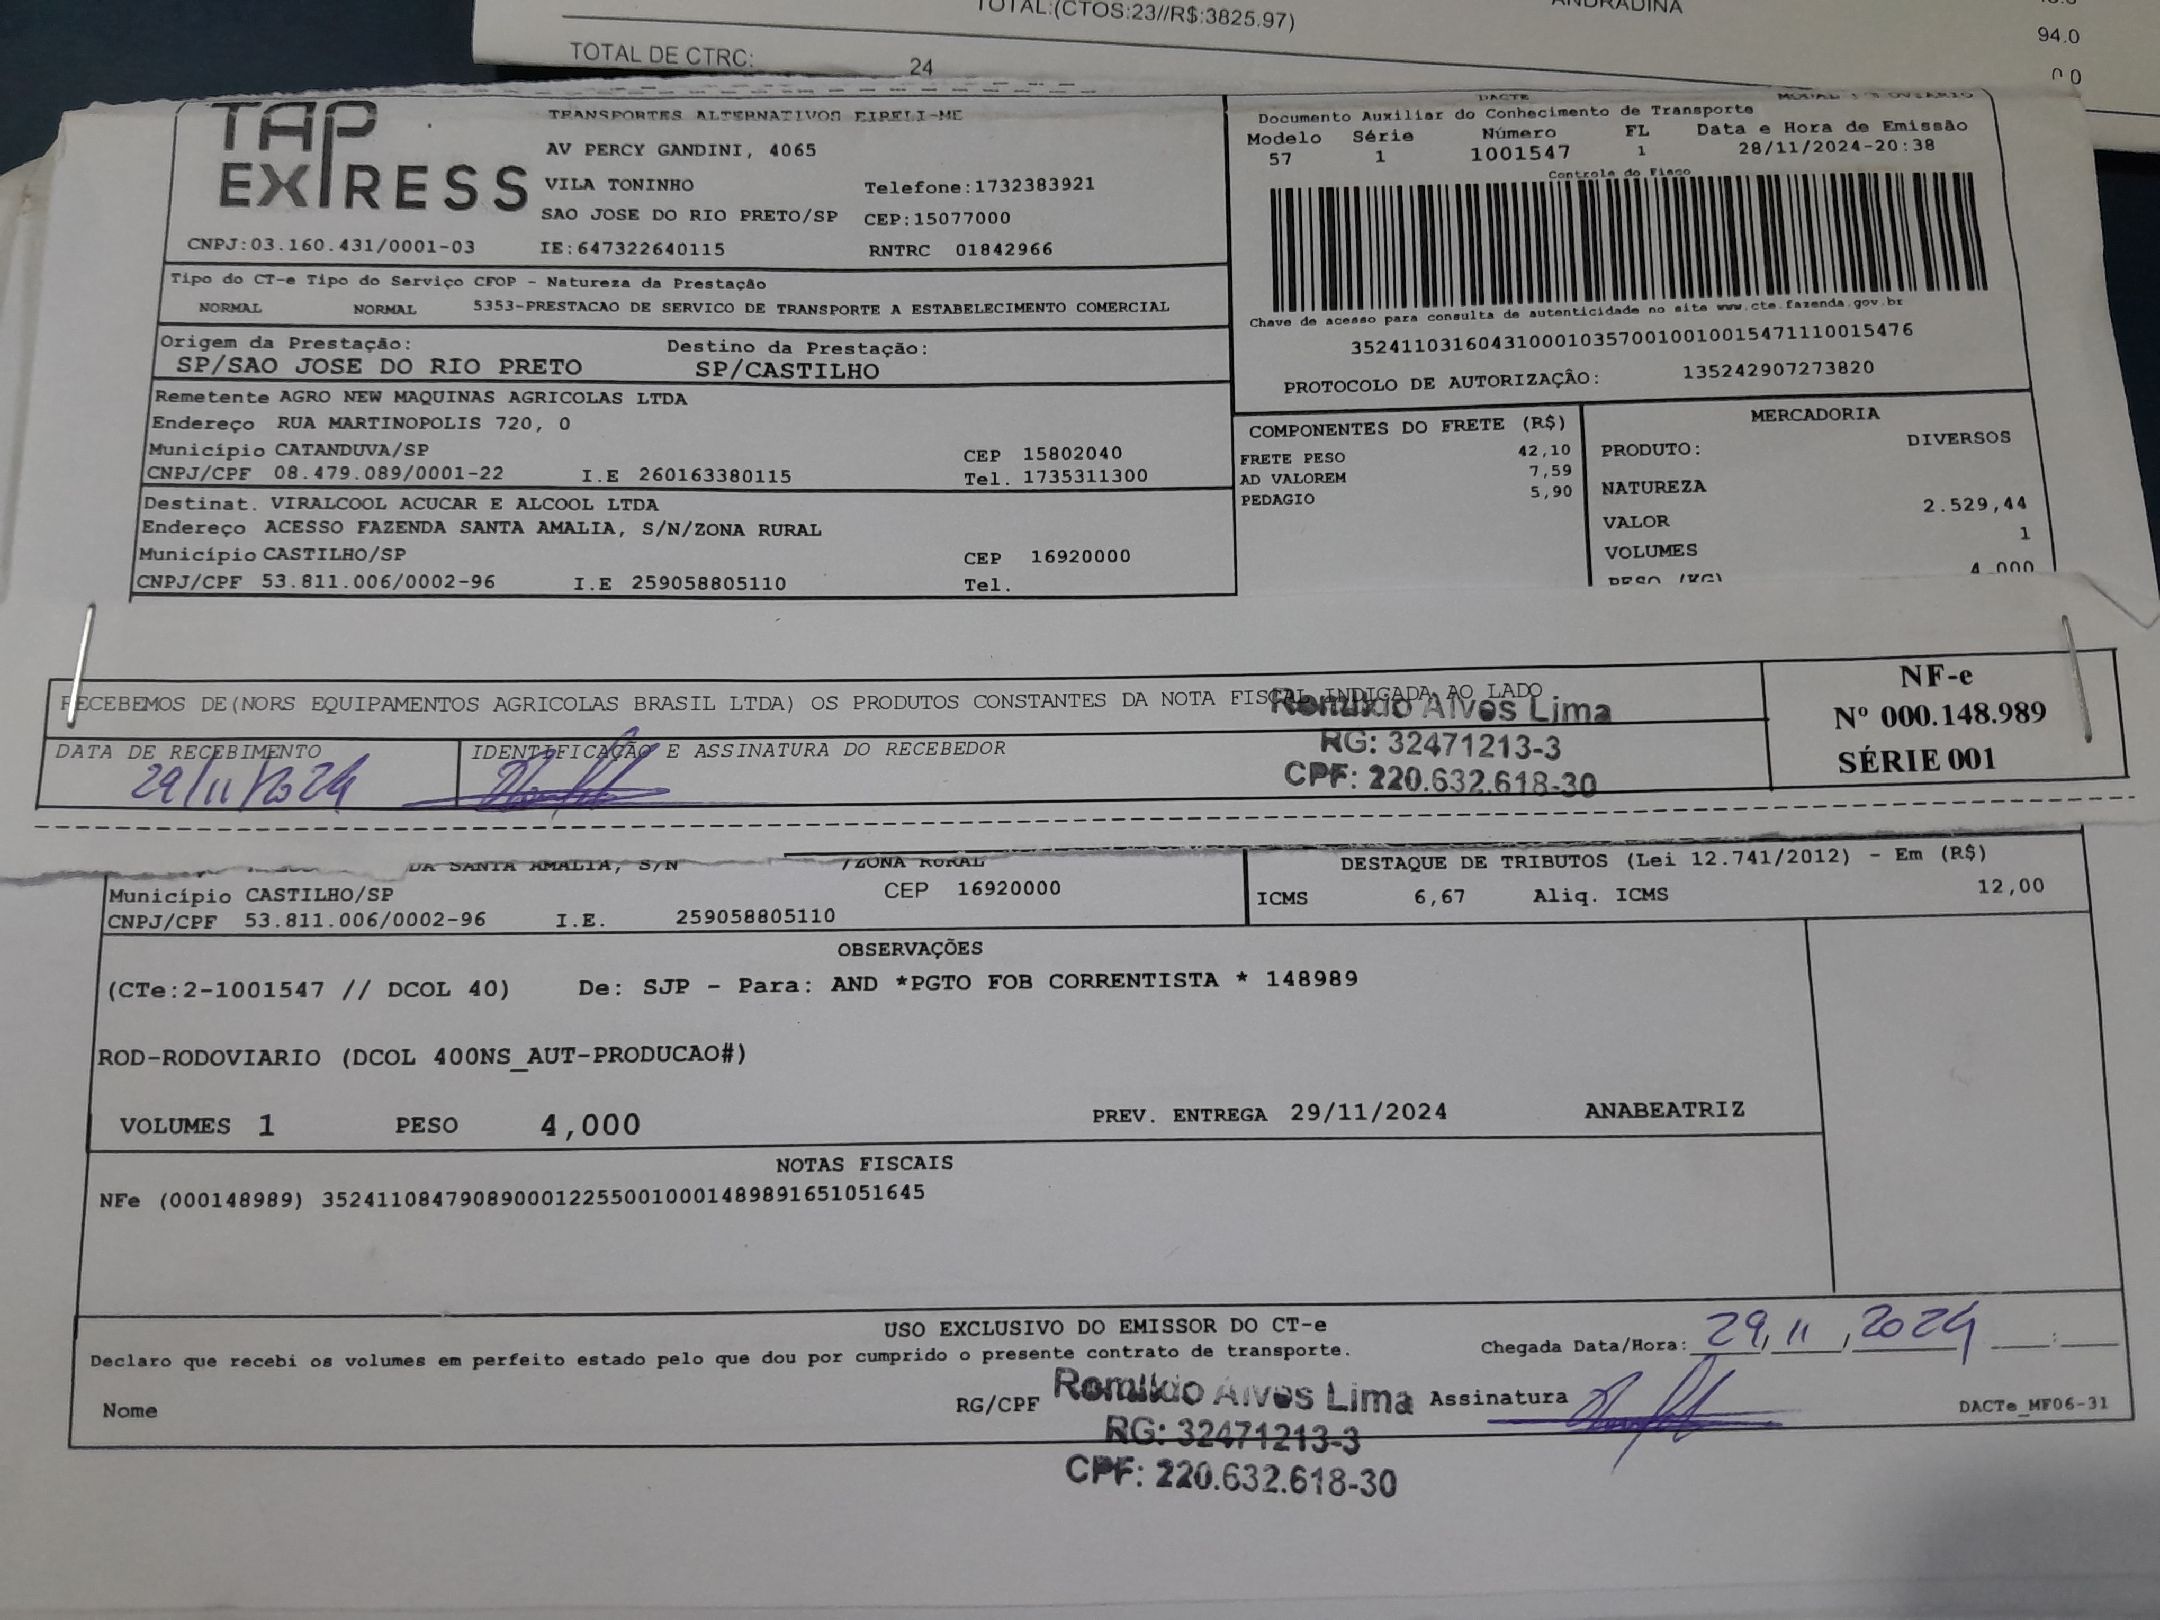 TOTAL:(CTOS:23//R$:3825.97)
ANDRADINA
94.0
TOTAL DE CTRC: 24
0.0
TAP EXPRESS
TRANSPORTES ALTERNATIVOS EIRELI-ME
AV PERCY GANDINI, 4065
VILA TONINHO Telefone:1732383921
SAO JOSE DO RIO PRETO/SP CEP:15077000
CNPJ:03.160.431/0001-03 IE:647322640115 RNTRC 01842966
DACTE MODAL RODOVIARIO
Documento Auxiliar do Conhecimento de Transporte
Modelo Série Número FL Data e Hora de Emissão
57 1 1001547 1 28/11/2024-20:38
Controle do Fisco
Chave de acesso para consulta de autenticidade no site www.cte.fazenda.gov.br
35241103160431000103570010010015471110015476
PROTOCOLO DE AUTORIZAÇÃO: 135242907273820
Tipo do CT-e Tipo do Serviço CFOP - Natureza da Prestação
NORMAL NORMAL 5353-PRESTACAO DE SERVICO DE TRANSPORTE A ESTABELECIMENTO COMERCIAL
Origem da Prestação: Destino da Prestação:
SP/SAO JOSE DO RIO PRETO SP/CASTILHO
Remetente AGRO NEW MAQUINAS AGRICOLAS LTDA
Endereço RUA MARTINOPOLIS 720, 0
Município CATANDUVA/SP CEP 15802040
CNPJ/CPF 08.479.089/0001-22 I.E 260163380115 Tel. 1735311300
Destinat. VIRALCOOL ACUCAR E ALCOOL LTDA
Endereço ACESSO FAZENDA SANTA AMALIA, S/N/ZONA RURAL
Município CASTILHO/SP CEP 16920000
CNPJ/CPF 53.811.006/0002-96 I.E 259058805110 Tel.
COMPONENTES DO FRETE (R$)
FRETE PESO 42,10
AD VALOREM 7,59
PEDAGIO 5,90
MERCADORIA
PRODUTO: DIVERSOS
NATUREZA
VALOR 2.529,44
VOLUMES 1
PESO (KG) 4,000
RECEBEMOS DE(NORS EQUIPAMENTOS AGRICOLAS BRASIL LTDA) OS PRODUTOS CONSTANTES DA NOTA FISCAL INDIGADA AO LADO
DATA DE RECEBIMENTO IDENTIFICAÇÃO E ASSINATURA DO RECEBEDOR
29/11/2024
Romildo Alves Lima
RG: 32471213-3
CPF: 220.632.618-30
NF-e
Nº 000.148.989
SÉRIE 001
DA SANTA AMALIA, S/N /ZONA RURAL
Município CASTILHO/SP CEP 16920000
CNPJ/CPF 53.811.006/0002-96 I.E. 259058805110
DESTAQUE DE TRIBUTOS (Lei 12.741/2012) - Em (R$)
ICMS 6,67 Aliq. ICMS 12,00
OBSERVAÇÕES
(CTe:2-1001547 // DCOL 40) De: SJP - Para: AND *PGTO FOB CORRENTISTA * 148989
ROD-RODOVIARIO (DCOL 400NS_AUT-PRODUCAO#)
VOLUMES 1 PESO 4,000 PREV. ENTREGA 29/11/2024 ANABEATRIZ
NOTAS FISCAIS
NFe (000148989) 35241108479089000122550010001489891651051645
USO EXCLUSIVO DO EMISSOR DO CT-e
Declaro que recebi os volumes em perfeito estado pelo que dou por cumprido o presente contrato de transporte.
Chegada Data/Hora: 29, 11, 2024 :
Nome RG/CPF Romildo Alves Lima Assinatura DACTe_MF06-31
RG: 32471213-3
CPF: 220.632.618-30